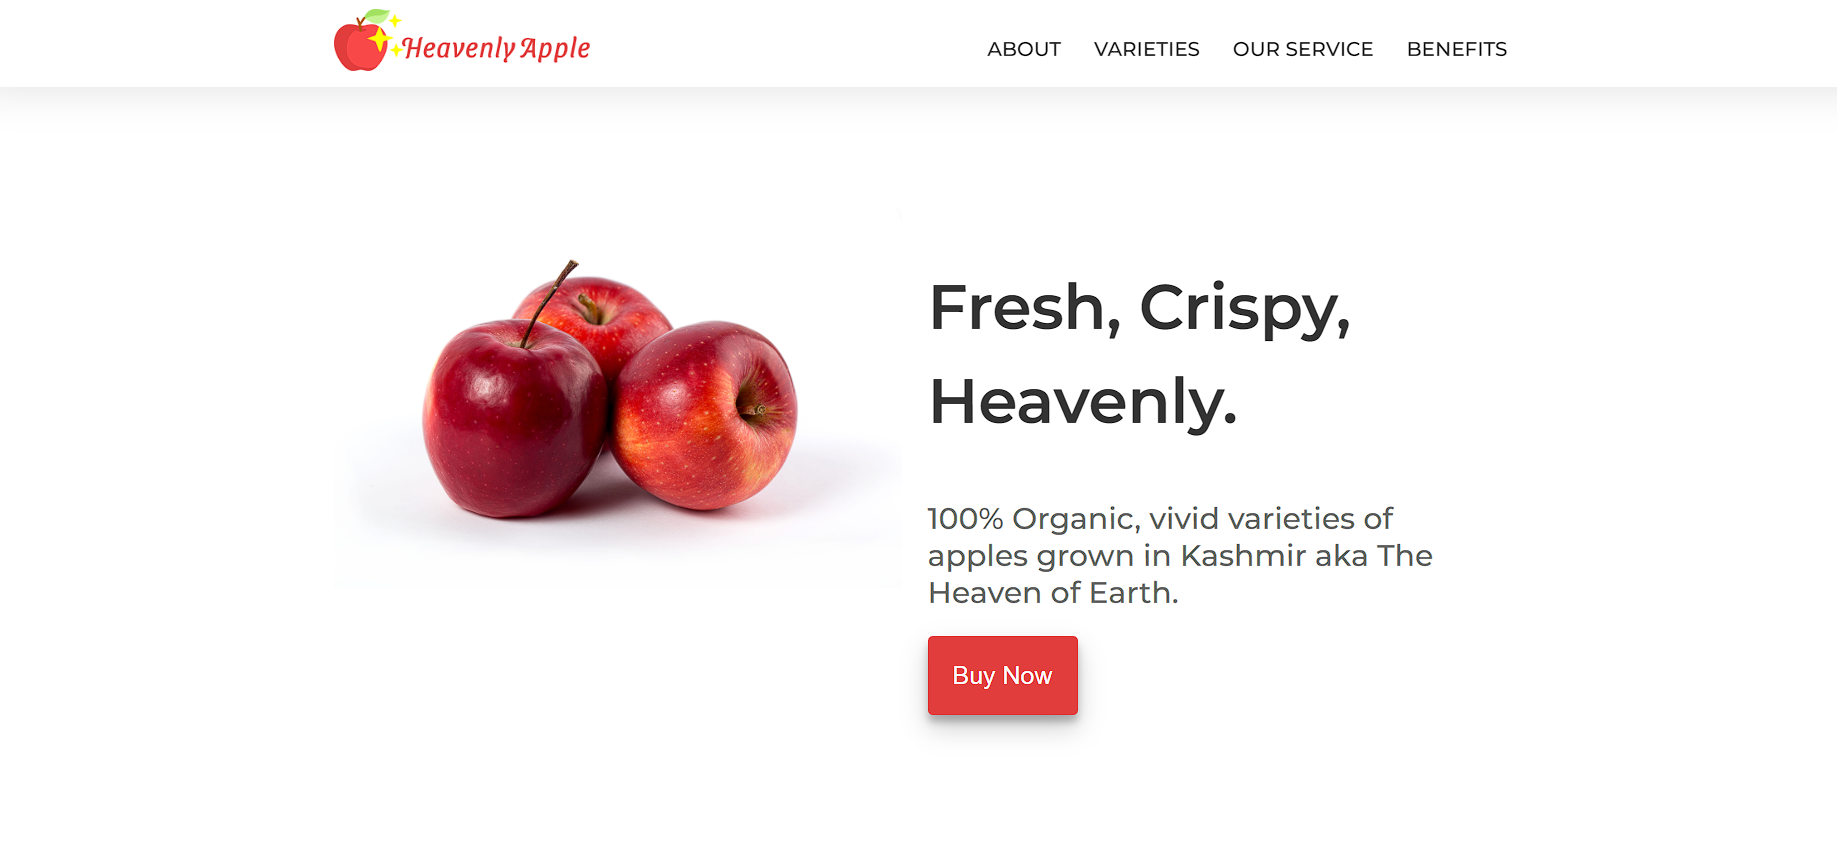 Heavenly Apple
ABOUT VARIETIES OUR SERVICE BENEFITS
Fresh, Crispy,
Heavenly.
100% Organic, vivid varieties of
apples grown in Kashmir aka The
Heaven of Earth.
Buy Now